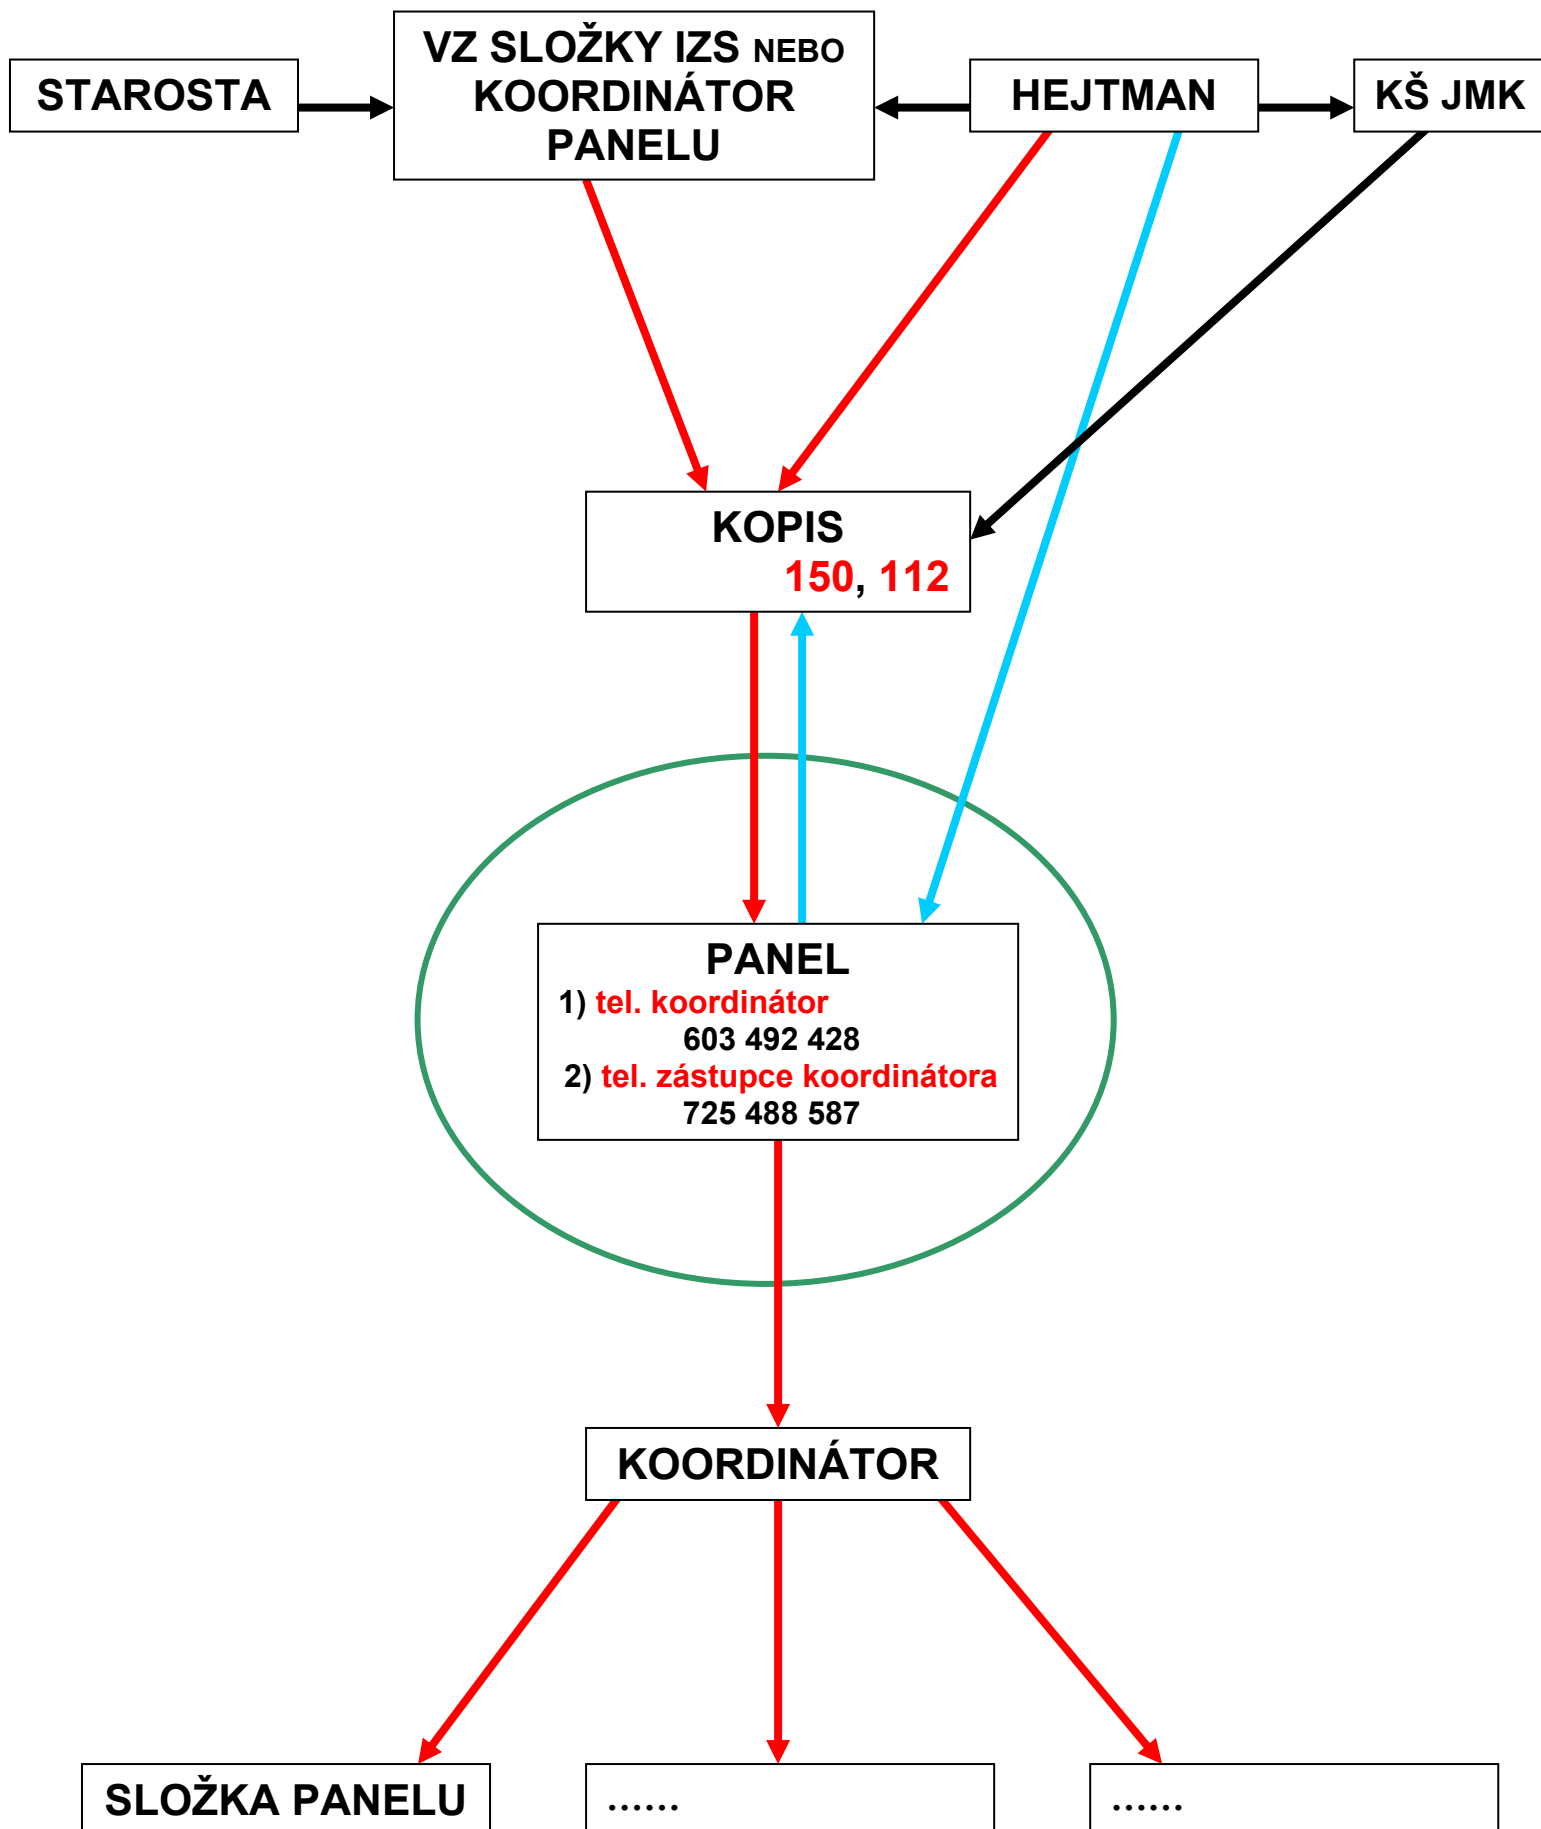 STAROSTA
VZ SLOŽKY IZS NEBO
KOORDINÁTOR
PANELU
HEJTMAN
KŠ JMK
KOPIS
150, 112
PANEL
1) tel. koordinátor
603 492 428
2) tel. zástupce koordinátora
725 488 587
KOORDINÁTOR
SLOŽKA PANELU
......
......